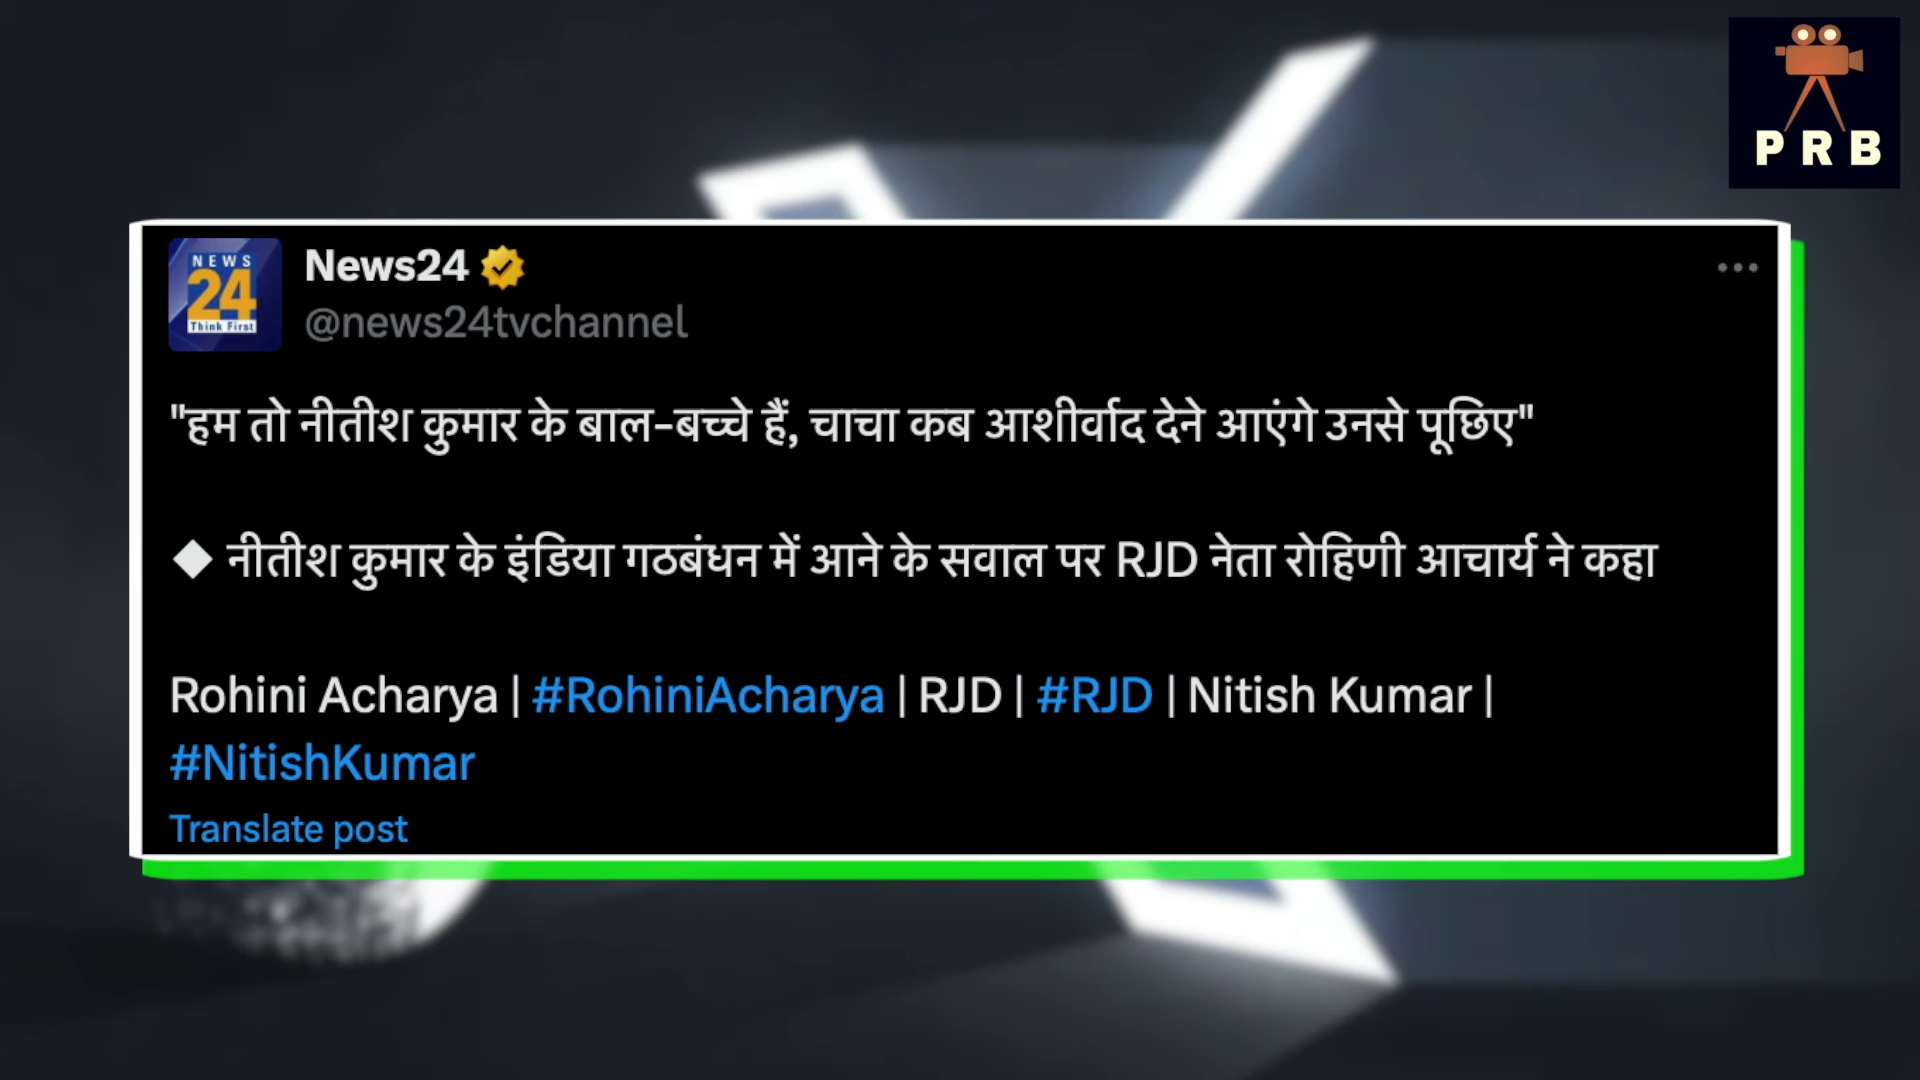 PRB
NEWS
24
Think First
News24
@news24tvchannel
"हम तो नीतीश कुमार के बाल-बच्चे हैं, चाचा कब आशीर्वाद देने आएंगे उनसे पूछिए"
◆ नीतीश कुमार के इंडिया गठबंधन में आने के सवाल पर RJD नेता रोहिणी आचार्य ने कहा
Rohini Acharya | #RohiniAcharya | RJD | #RJD | Nitish Kumar |
#NitishKumar
Translate post